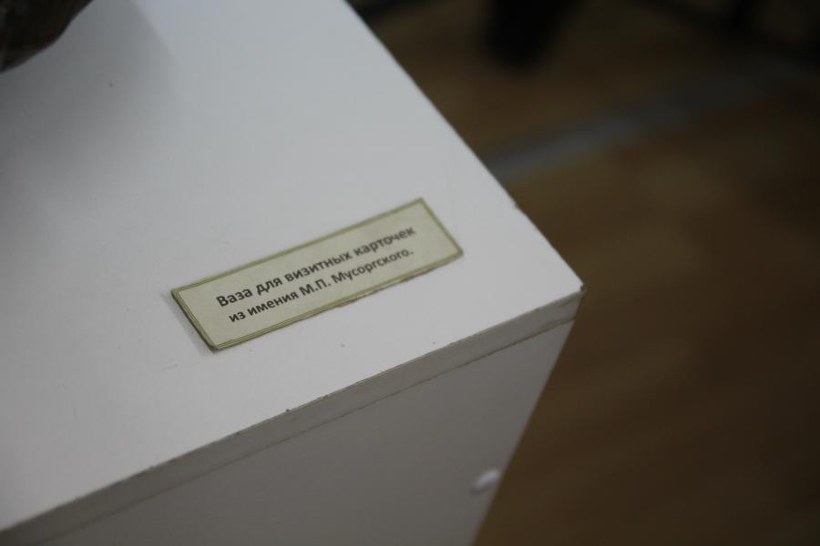 Ваза для визитных карточек
из имения М.П. Мусоргского.